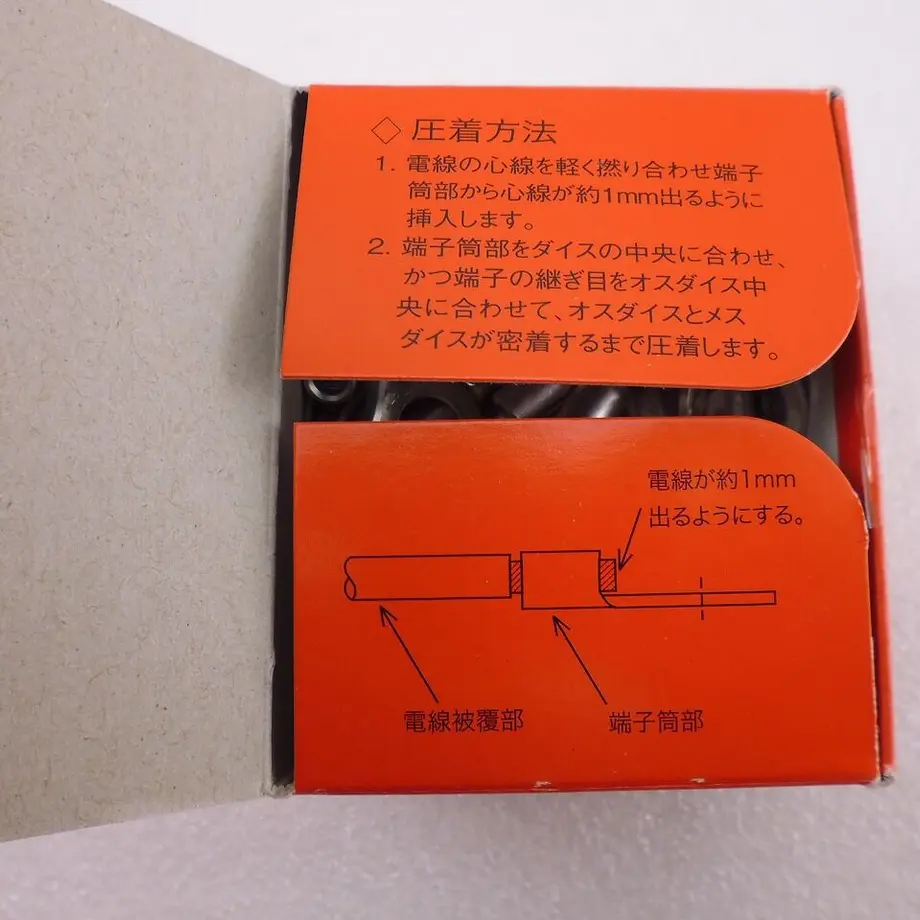 ◇ 圧着方法
1. 電線の心線を軽く撚り合わせ端子
筒部から心線が約1mm出るように
挿入します。
2. 端子筒部をダイスの中央に合わせ、
かつ端子の継ぎ目をオスダイス中
央に合わせて、オスダイスとメス
ダイスが密着するまで圧着します。
電線が約1mm
出るようにする。
電線被覆部
端子筒部